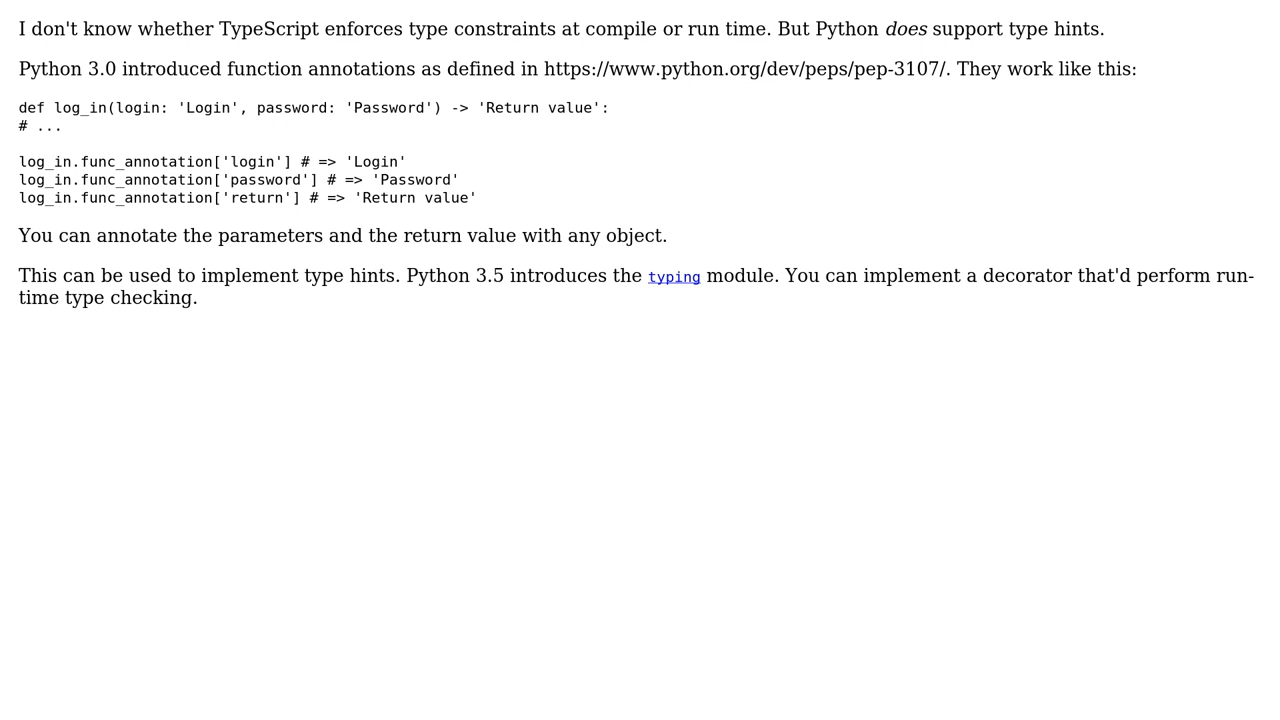 I don't know whether TypeScript enforces type constraints at compile or run time. But Python does support type hints.
Python 3.0 introduced function annotations as defined in https://www.python.org/dev/peps/pep-3107/. They work like this:
def log_in(login: 'Login', password: 'Password') -> 'Return value':
# ...
log_in.func_annotation['login'] # => 'Login'
log_in.func_annotation['password'] # => 'Password'
log_in.func_annotation['return'] # => 'Return value'
You can annotate the parameters and the return value with any object.
This can be used to implement type hints. Python 3.5 introduces the typing module. You can implement a decorator that'd perform run-
time type checking.